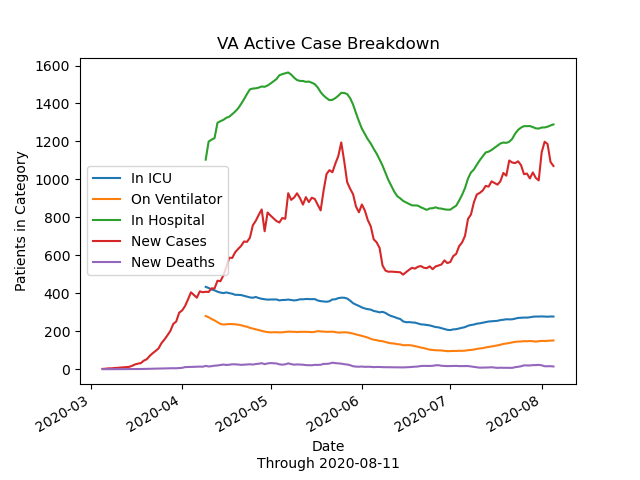 VA Active Case Breakdown
Patients in Category
1600
1400
1200
1000
800
600
400
200
0
In ICU
On Ventilator
In Hospital
New Cases
New Deaths
2020-03
2020-04
2020-05
2020-06
2020-07
2020-08
Date
Through 2020-08-11